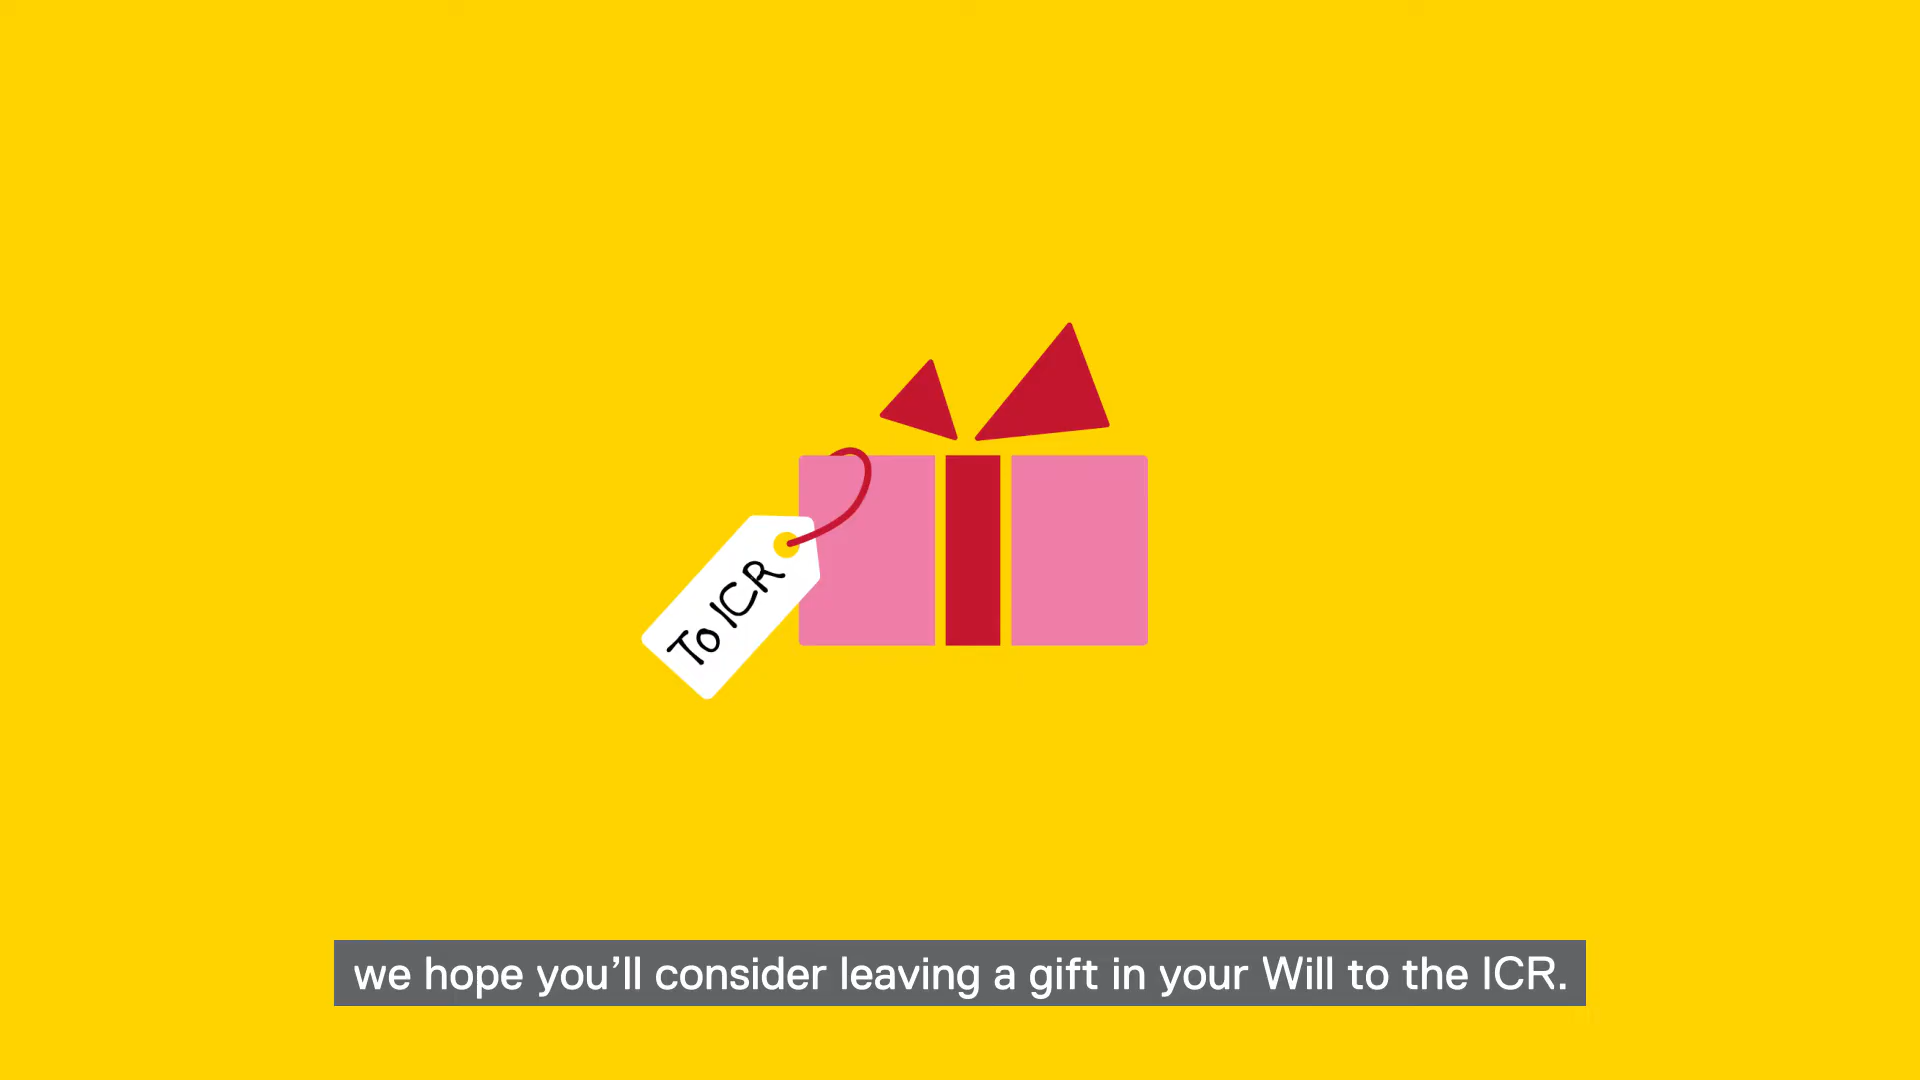 To ICR
we hope you’ll consider leaving a gift in your Will to the ICR.